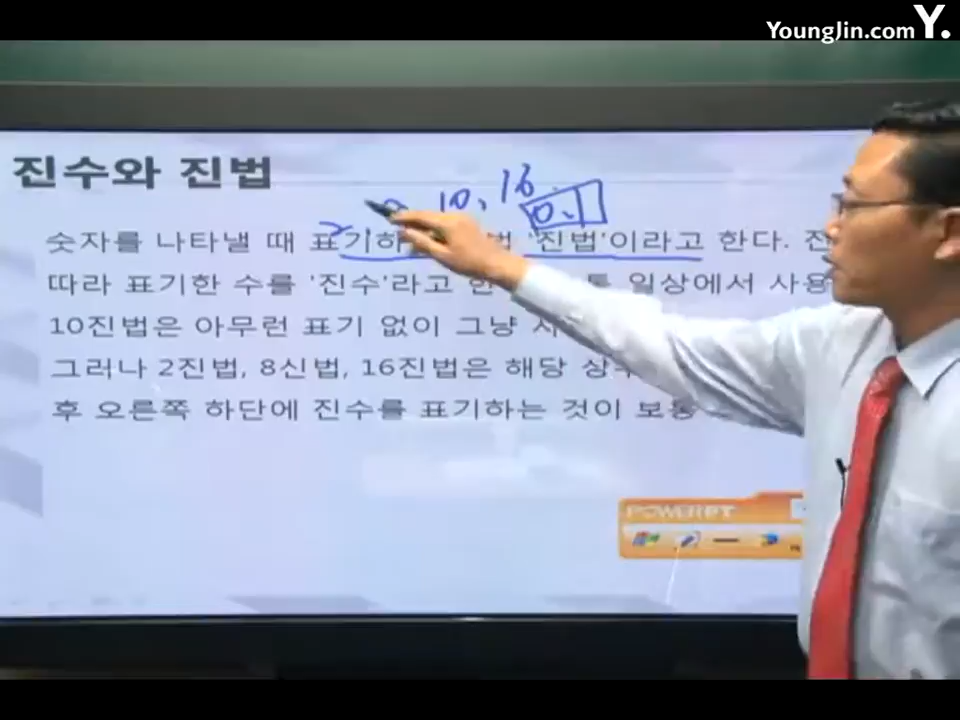 YoungJin.com Y.
진수와 진법
10, 16
0, 1
숫자를 나타낼 때 표기하 '진법'이라고 한다.
따라 표기한 수를 '진수'라고 일상에서 사용
10진법은 아무런 표기 없이 그냥
그러나 2진법, 8신법, 16진법은 해당
후 오른쪽 하단에 진수를 표기하는 것이 보통
POWERPT